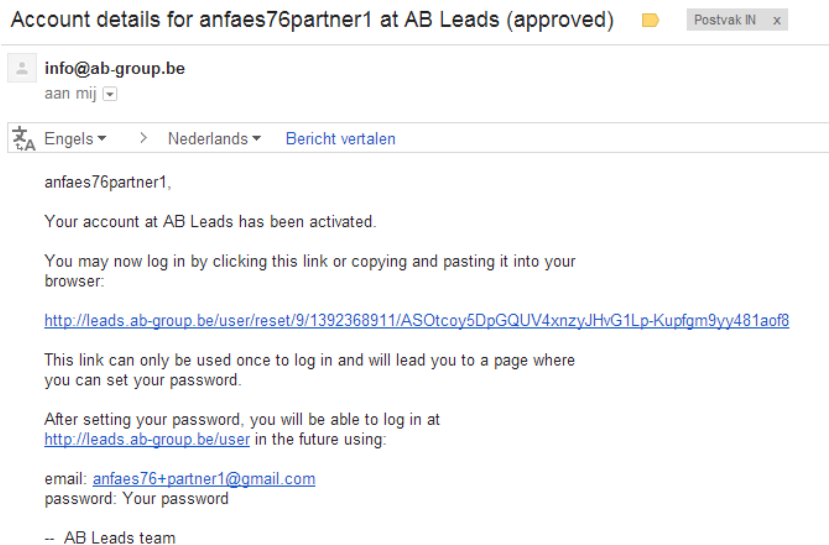 Account details for anfaes76partner1 at AB Leads (approved) Postvak IN x
info@ab-group.be
aan mij
Engels > Nederlands Bericht vertalen
anfaes76partner1,
Your account at AB Leads has been activated.
You may now log in by clicking this link or copying and pasting it into your
browser:
http://leads.ab-group.be/user/reset/9/1392368911/ASOtcoy5DpGQUV4xnzyJHvG1Lp-Kupfgm9yy481aof8
This link can only be used once to log in and will lead you to a page where
you can set your password.
After setting your password, you will be able to log in at
http://leads.ab-group.be/user in the future using:
email: anfaes76+partner1@gmail.com
password: Your password
-- AB Leads team